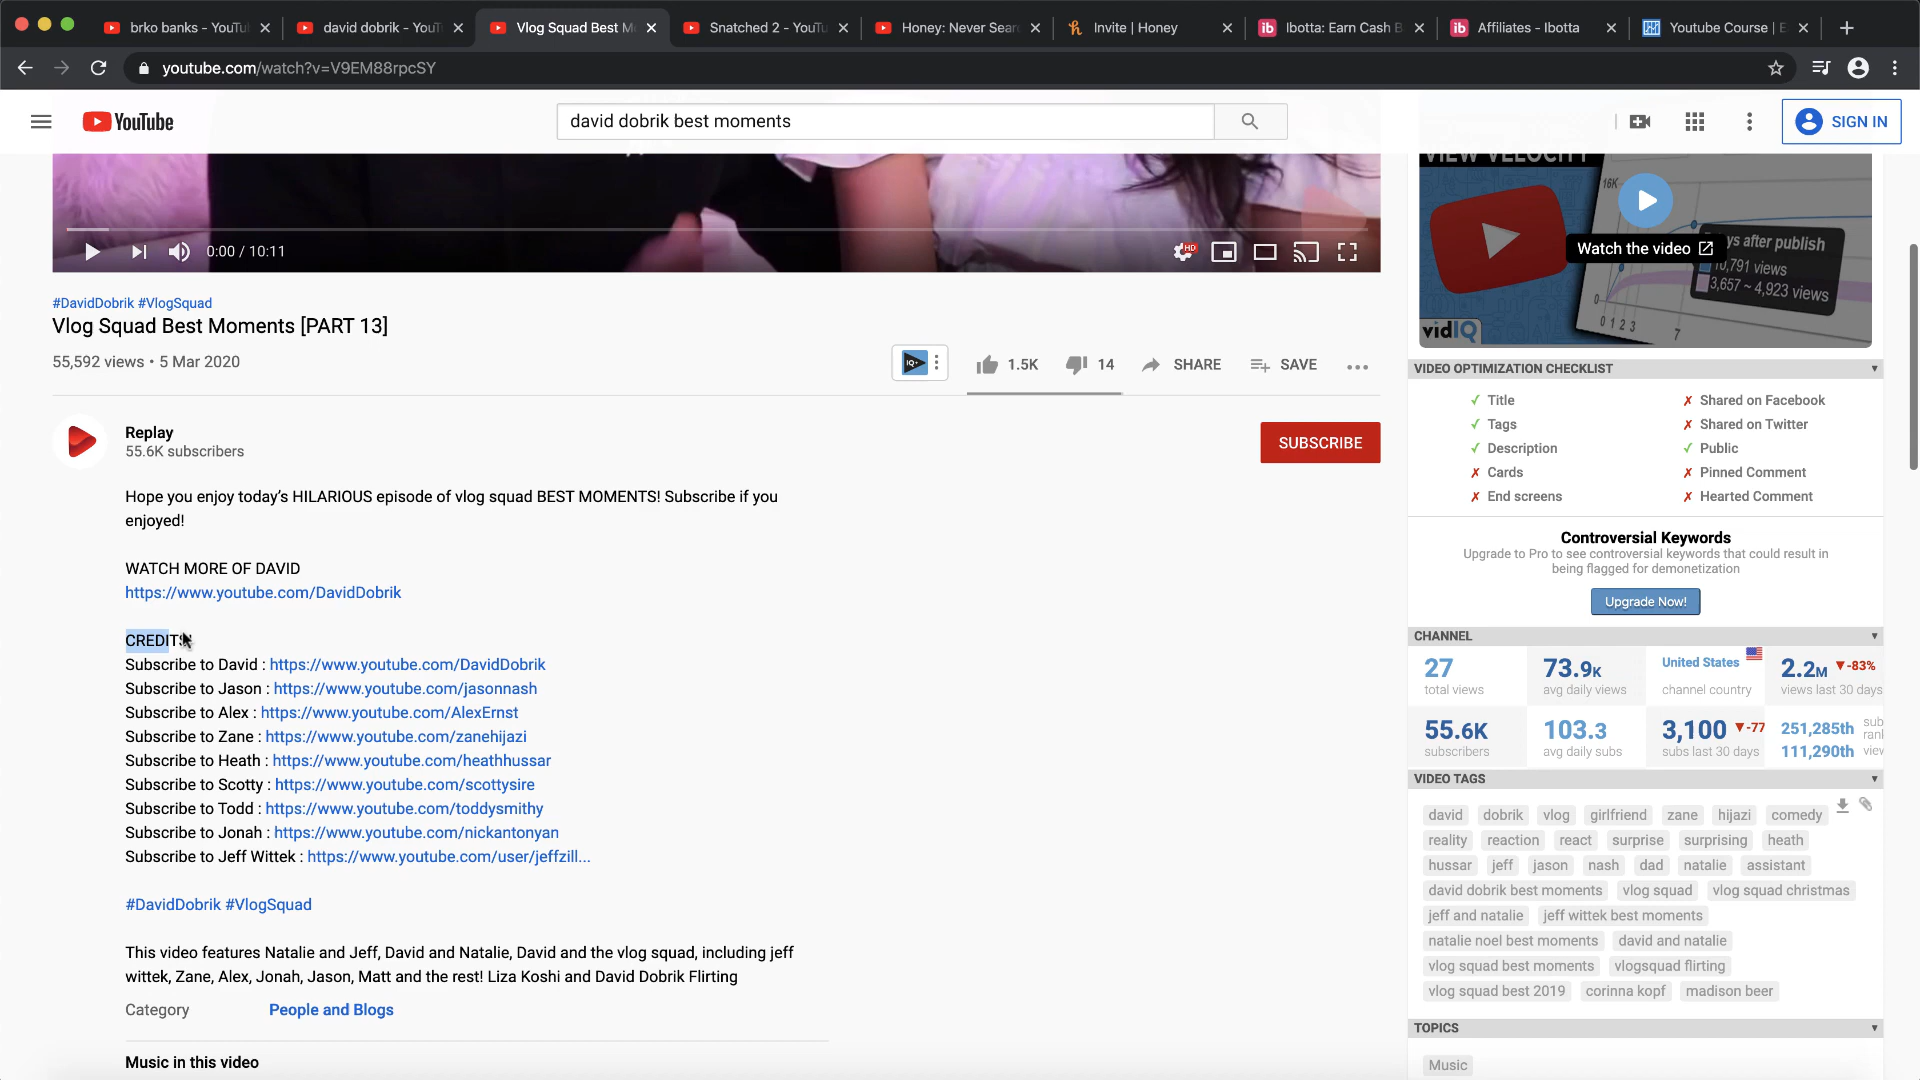 brko banks - YouTu
david dobrik - YouT
Vlog Squad Best M
Snatched 2 - YouTu
Honey: Never Sear
Invite | Honey
Ibotta: Earn Cash B
Affiliates - Ibotta
Youtube Course | E
youtube.com/watch?v=V9EM88rpcSY
YouTube
david dobrik best moments
SIGN IN
VIEW VELOCITY
16K
Watch the video
ys after publish
10,791 views
3,657 ~ 4,923 views
0 1 2 3 7
vidIQ
0:00 / 10:11
HD
#DavidDobrik #VlogSquad
Vlog Squad Best Moments [PART 13]
55,592 views • 5 Mar 2020
IQ+
1.5K
14
SHARE
SAVE
Replay
55.6K subscribers
SUBSCRIBE
Hope you enjoy today's HILARIOUS episode of vlog squad BEST MOMENTS! Subscribe if you
enjoyed!
WATCH MORE OF DAVID
https://www.youtube.com/DavidDobrik
CREDITS
Subscribe to David : https://www.youtube.com/DavidDobrik
Subscribe to Jason : https://www.youtube.com/jasonnash
Subscribe to Alex : https://www.youtube.com/AlexErnst
Subscribe to Zane : https://www.youtube.com/zanehijazi
Subscribe to Heath : https://www.youtube.com/heathhussar
Subscribe to Scotty : https://www.youtube.com/scottysire
Subscribe to Todd : https://www.youtube.com/toddysmithy
Subscribe to Jonah : https://www.youtube.com/nickantonyan
Subscribe to Jeff Wittek : https://www.youtube.com/user/jeffzill...
#DavidDobrik #VlogSquad
This video features Natalie and Jeff, David and Natalie, David and the vlog squad, including jeff
wittek, Zane, Alex, Jonah, Jason, Matt and the rest! Liza Koshi and David Dobrik Flirting
Category People and Blogs
Music in this video
VIDEO OPTIMIZATION CHECKLIST
✓ Title ✗ Shared on Facebook
✓ Tags ✗ Shared on Twitter
✓ Description ✓ Public
✗ Cards ✗ Pinned Comment
✗ End screens ✗ Hearted Comment
Controversial Keywords
Upgrade to Pro to see controversial keywords that could result in
being flagged for demonetization
Upgrade Now!
CHANNEL
27 73.9K United States 2.2M ▼-83%
total views avg daily views channel country views last 30 days
55.6K 103.3 3,100 ▼-77 251,285th sub
subscribers avg daily subs subs last 30 days 111,290th view
rank
VIDEO TAGS
david dobrik vlog girlfriend zane hijazi comedy
reality reaction react surprise surprising heath
hussar jeff jason nash dad natalie assistant
david dobrik best moments vlog squad vlog squad christmas
jeff and natalie jeff wittek best moments
natalie noel best moments david and natalie
vlog squad best moments vlogsquad flirting
vlog squad best 2019 corinna kopf madison beer
TOPICS
Music